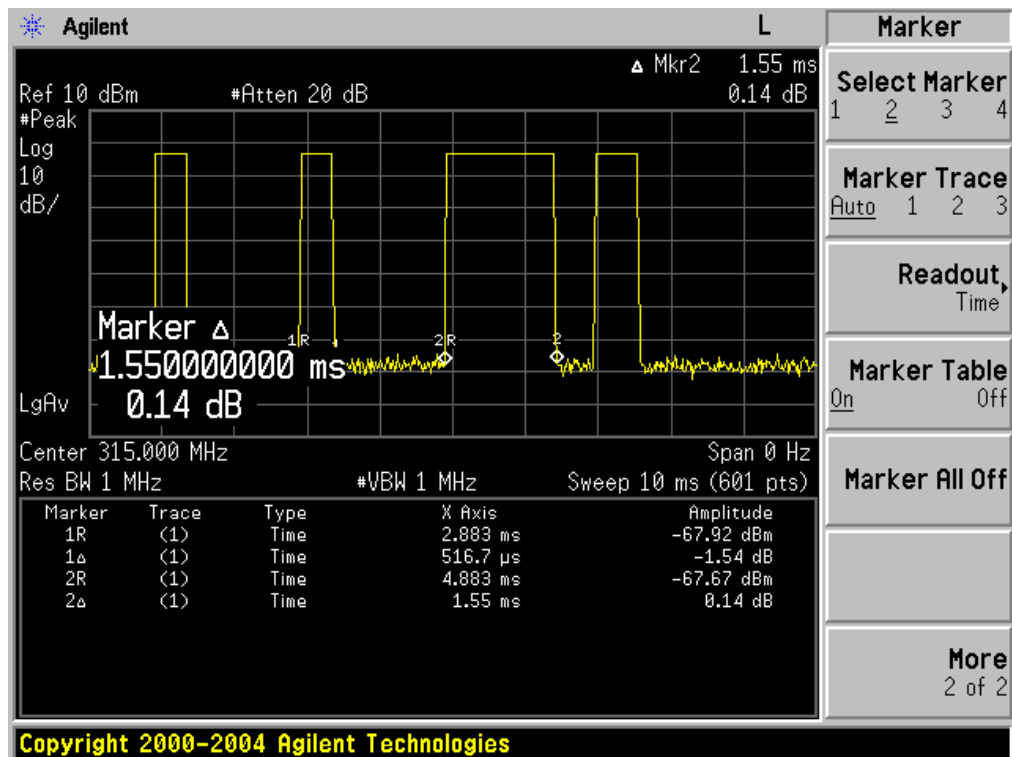 Agilent L Marker
Δ Mkr2 1.55 ms
Ref 10 dBm #Atten 20 dB 0.14 dB
#Peak
Log
10
dB/
1R 2R 2
Marker Δ
1.550000000 ms
0.14 dB
LgAv
Center 315.000 MHz Span 0 Hz
Res BW 1 MHz #VBW 1 MHz Sweep 10 ms (601 pts)
Marker Trace Type X Axis Amplitude
1R (1) Time 2.883 ms -67.92 dBm
1Δ (1) Time 516.7 µs -1.54 dB
2R (1) Time 4.883 ms -67.67 dBm
2Δ (1) Time 1.55 ms 0.14 dB
Select Marker
1 2 3 4
Marker Trace
Auto 1 2 3
Readout
Time
Marker Table
On Off
Marker All Off
More
2 of 2
Copyright 2000-2004 Agilent Technologies